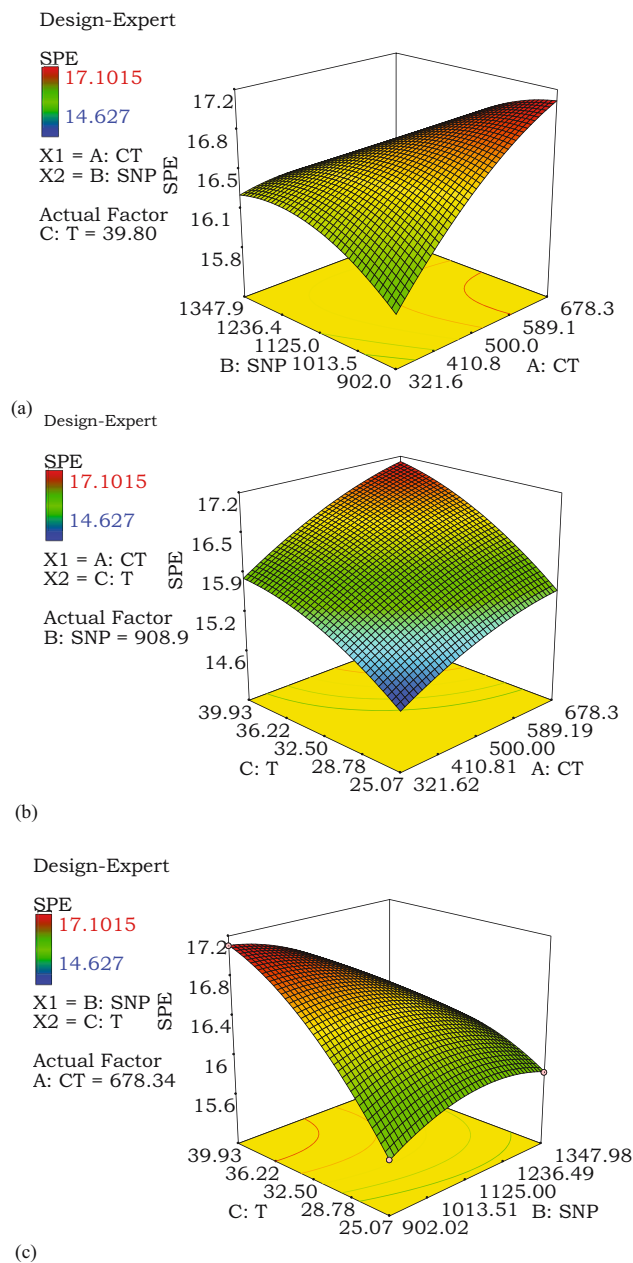 Design-Expert
SPE
17.1015
14.627
X1 = A: CT
X2 = B: SNP
Actual Factor
C: T = 39.80
17.2
16.8
16.5
16.1
15.8
SPE
1347.9
1236.4
1125.0
1013.5
902.0
B: SNP
678.3
589.1
500.0
410.8
321.6
A: CT
(a)
Design-Expert
SPE
17.1015
14.627
X1 = A: CT
X2 = C: T
Actual Factor
B: SNP = 908.9
17.2
16.5
15.9
15.2
14.6
SPE
39.93
36.22
32.50
28.78
25.07
C: T
678.3
589.19
500.00
410.81
321.62
A: CT
(b)
Design-Expert
SPE
17.1015
14.627
X1 = B: SNP
X2 = C: T
Actual Factor
A: CT = 678.34
17.2
16.8
16.4
16
15.6
SPE
39.93
36.22
32.50
28.78
25.07
C: T
1347.98
1236.49
1125.00
1013.51
902.02
B: SNP
(c)